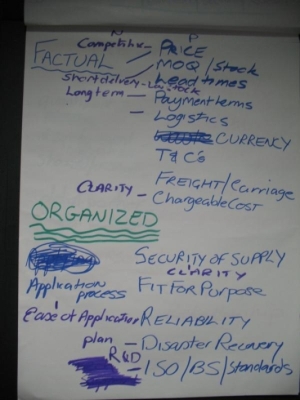 N P
Competitive – PRICE
FACTUAL – MOQ / Stock
Short delivery – Low stock Lead times
Long term – Payment terms
– Logistics
CURRENCY
T&C's
FREIGHT/Carriage
CLARITY – Chargeable Cost
ORGANIZED
SECURITY OF SUPPLY
CLARITY
Application process FIT FOR PURPOSE
Ease of Application RELIABILITY
plan – Disaster Recovery
R&D – ISO/BS/Standards